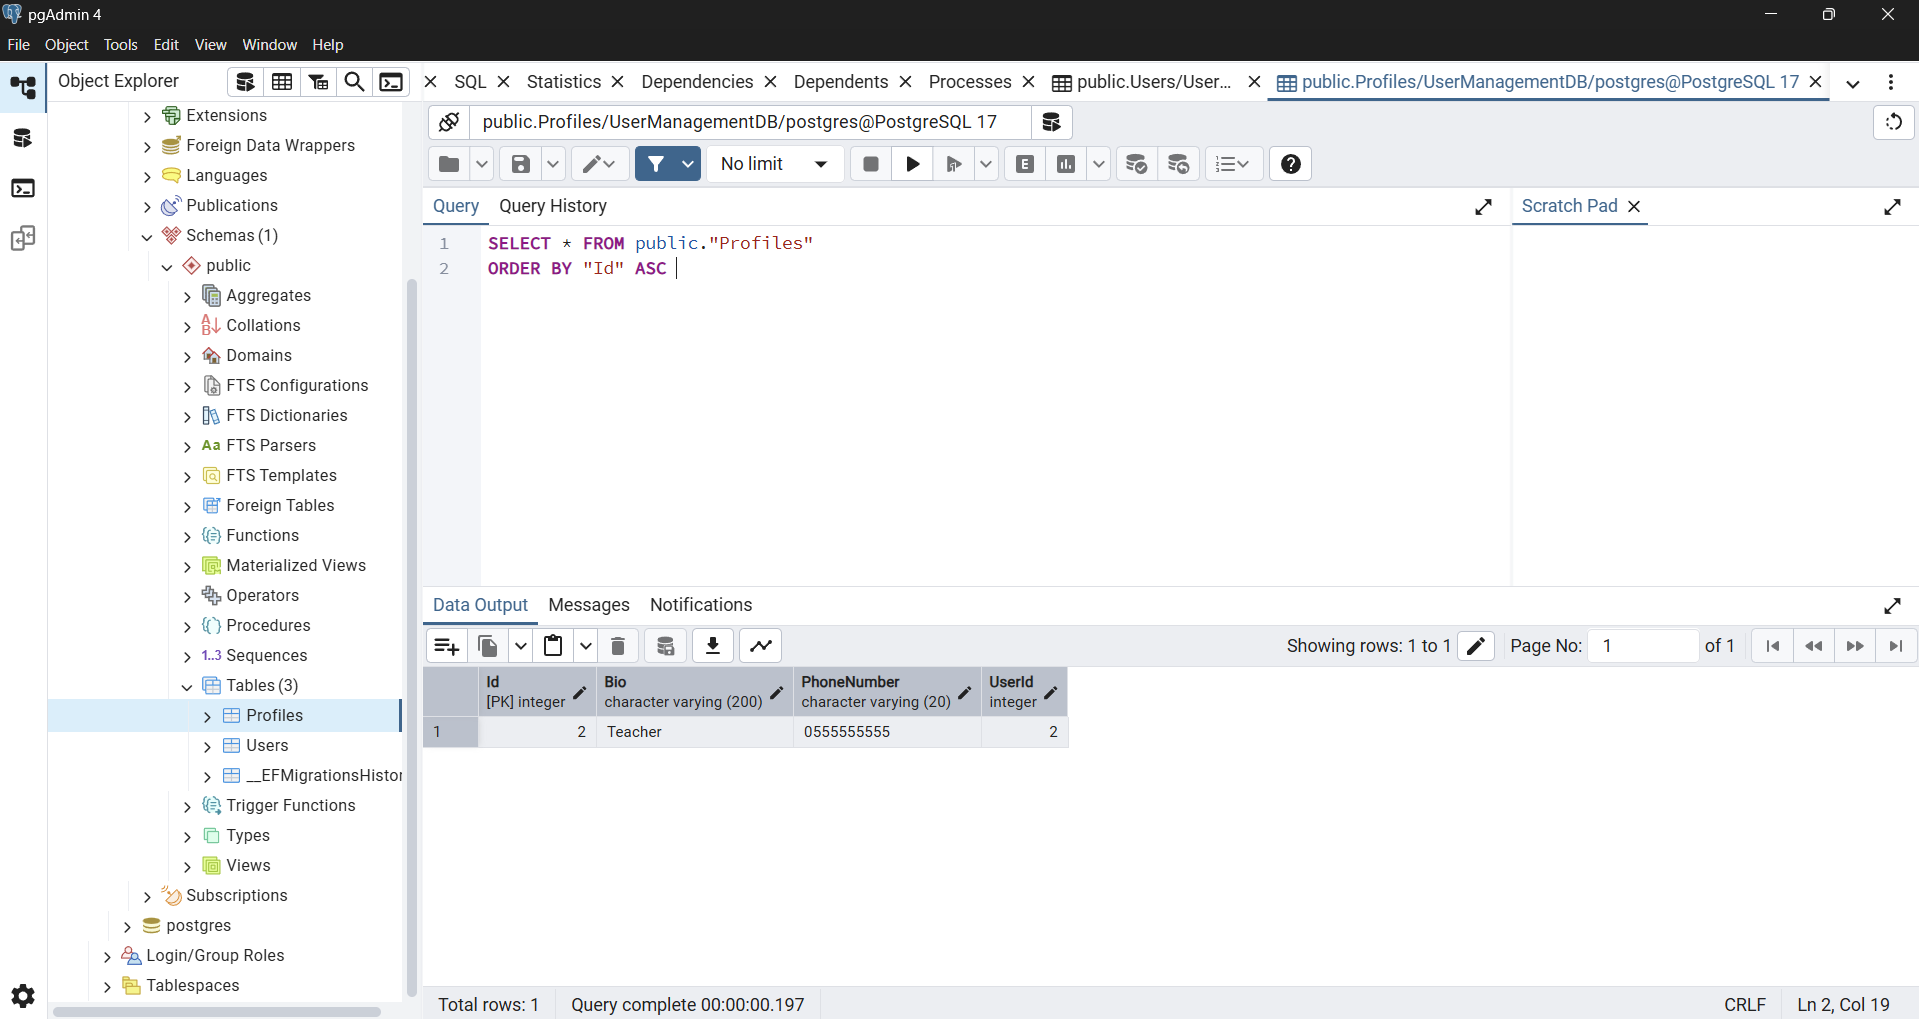 pgAdmin 4
File Object Tools Edit View Window Help
Object Explorer
SQL Statistics Dependencies Dependents Processes public.Users/User... public.Profiles/UserManagementDB/postgres@PostgreSQL 17
public.Profiles/UserManagementDB/postgres@PostgreSQL 17
No limit
E
Query Query History
Scratch Pad
1 SELECT * FROM public."Profiles"
2 ORDER BY "Id" ASC
Extensions
Foreign Data Wrappers
Languages
Publications
Schemas (1)
public
Aggregates
Collations
Domains
FTS Configurations
FTS Dictionaries
Aa FTS Parsers
FTS Templates
Foreign Tables
Functions
Materialized Views
Operators
Procedures
1..3 Sequences
Tables (3)
Profiles
Users
__EFMigrationsHistor
Trigger Functions
Types
Views
Subscriptions
postgres
Login/Group Roles
Tablespaces
Data Output Messages Notifications
Showing rows: 1 to 1 Page No: 1 of 1
Id Bio PhoneNumber UserId
[PK] integer character varying (200) character varying (20) integer
1 2 Teacher 0555555555 2
Total rows: 1 Query complete 00:00:00.197 CRLF Ln 2, Col 19